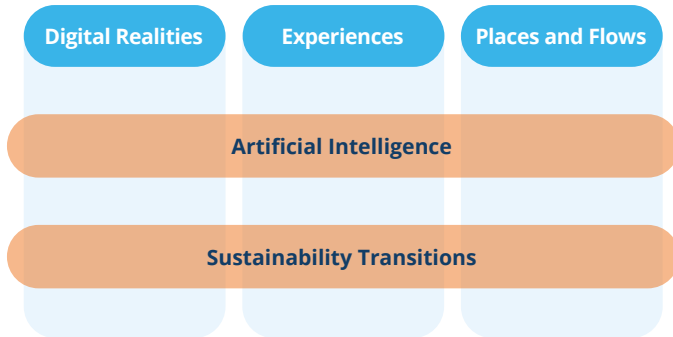 Digital Realities
Experiences
Places and Flows
Artificial Intelligence
Sustainability Transitions